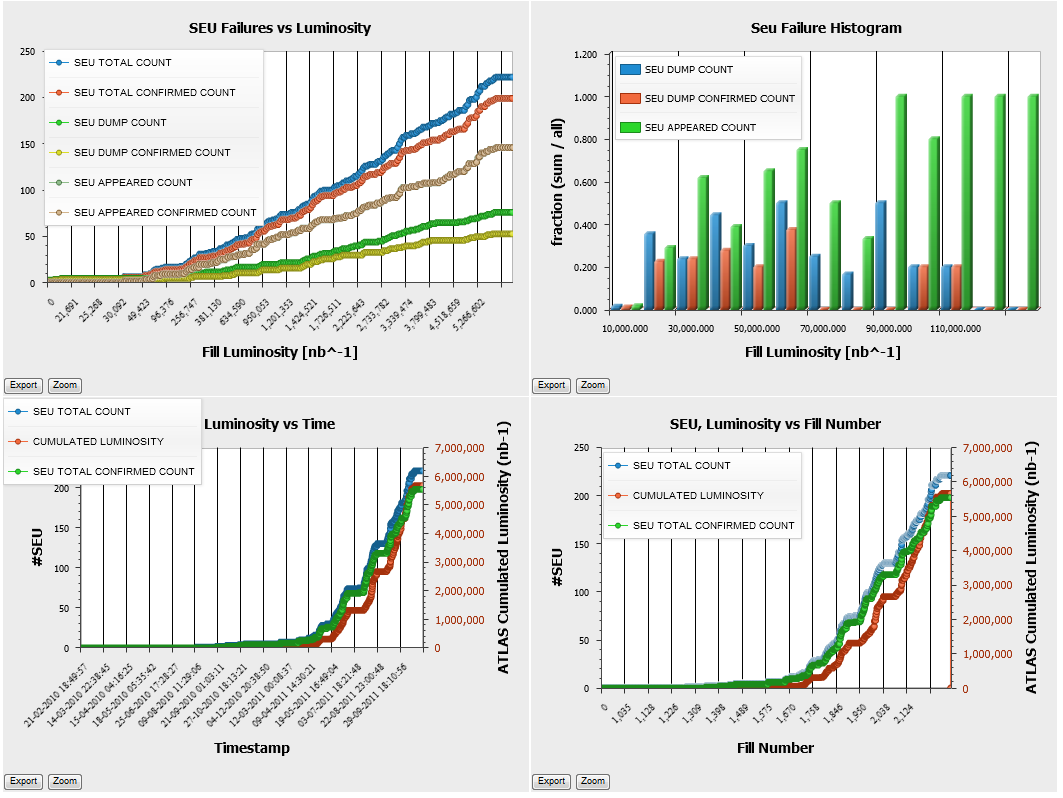 SEU Failures vs Luminosity
250
200
150
100
50
0
SEU TOTAL COUNT
SEU TOTAL CONFIRMED COUNT
SEU DUMP COUNT
SEU DUMP CONFIRMED COUNT
SEU APPEARED COUNT
SEU APPEARED CONFIRMED COUNT
0
21,691
25,268
30,092
49,423
96,376
256,747
381,130
634,590
950,053
1,201,353
1,424,521
1,726,511
2,225,643
2,733,782
3,339,474
3,799,483
4,518,659
5,266,602
Fill Luminosity [nb^-1]
Export
Zoom
Seu Failure Histogram
fraction (sum / all)
1.200
1.000
0.800
0.600
0.400
0.200
0.000
SEU DUMP COUNT
SEU DUMP CONFIRMED COUNT
SEU APPEARED COUNT
10,000.000
30,000.000
50,000.000
70,000.000
90,000.000
110,000.000
Fill Luminosity [nb^-1]
Export
Zoom
SEU TOTAL COUNT
CUMULATED LUMINOSITY
SEU TOTAL CONFIRMED COUNT
Luminosity vs Time
#SEU
200
150
100
50
0
7,000,000
6,000,000
5,000,000
4,000,000
3,000,000
2,000,000
1,000,000
0
ATLAS Cumulated Luminosity (nb-1)
21-02-2010 18:49:57
14-03-2010 22:38:45
15-04-2010 04:16:25
18-05-2010 05:35:42
25-06-2010 17:28:27
09-08-2010 11:29:06
21-09-2010 01:03:11
27-10-2010 18:13:21
04-12-2010 20:38:50
12-03-2011 00:08:37
09-04-2011 14:30:21
19-05-2011 16:49:04
03-07-2011 18:21:48
22-08-2011 23:00:48
29-09-2011 18:10:56
Timestamp
Export
Zoom
SEU, Luminosity vs Fill Number
#SEU
250
200
150
100
50
0
SEU TOTAL COUNT
CUMULATED LUMINOSITY
SEU TOTAL CONFIRMED COUNT
7,000,000
6,000,000
5,000,000
4,000,000
3,000,000
2,000,000
1,000,000
0
ATLAS Cumulated Luminosity (nb-1)
0
1,035
1,128
1,226
1,309
1,398
1,489
1,575
1,670
1,758
1,846
1,950
2,038
2,124
Fill Number
Export
Zoom